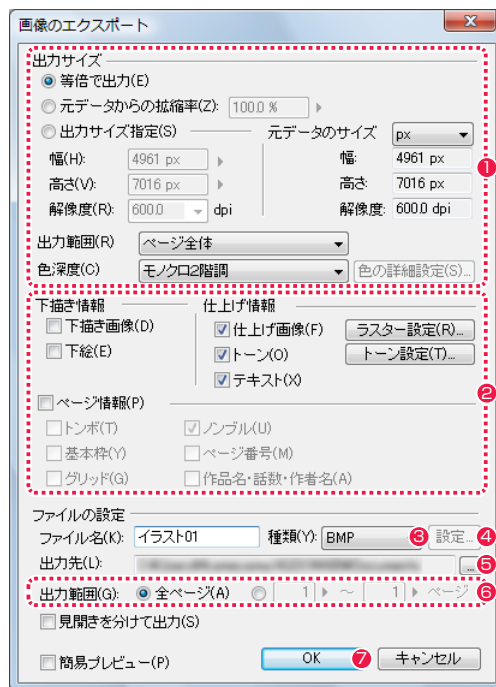 画像のエクスポート
出力サイズ
等倍で出力(E)
元データからの拡縮率(Z): 100.0 %
出力サイズ指定(S) 元データのサイズ px
幅(H): 4961 px 幅: 4961 px
1
高さ(V): 7016 px 高さ: 7016 px
解像度(R): 600.0 dpi 解像度: 600.0 dpi
出力範囲(R) ページ全体
色深度(C) モノクロ2階調 色の詳細設定(S)...
下描き情報 仕上げ情報
下描き画像(D) 仕上げ画像(F) ラスター設定(R)...
下絵(E) トーン(O) トーン設定(T)...
テキスト(X)
2
ページ情報(P)
トンボ(T) ノンブル(U)
基本枠(Y) ページ番号(M)
グリッド(G) 作品名・話数・作者名(A)
ファイルの設定
ファイル名(K): イラスト01 種類(Y): BMP 3 設定... 4
出力先(L): ... 5
出力範囲(G): 全ページ(A) 1 ～ 1 ページ 6
見開きを分けて出力(S)
簡易プレビュー(P) OK 7 キャンセル